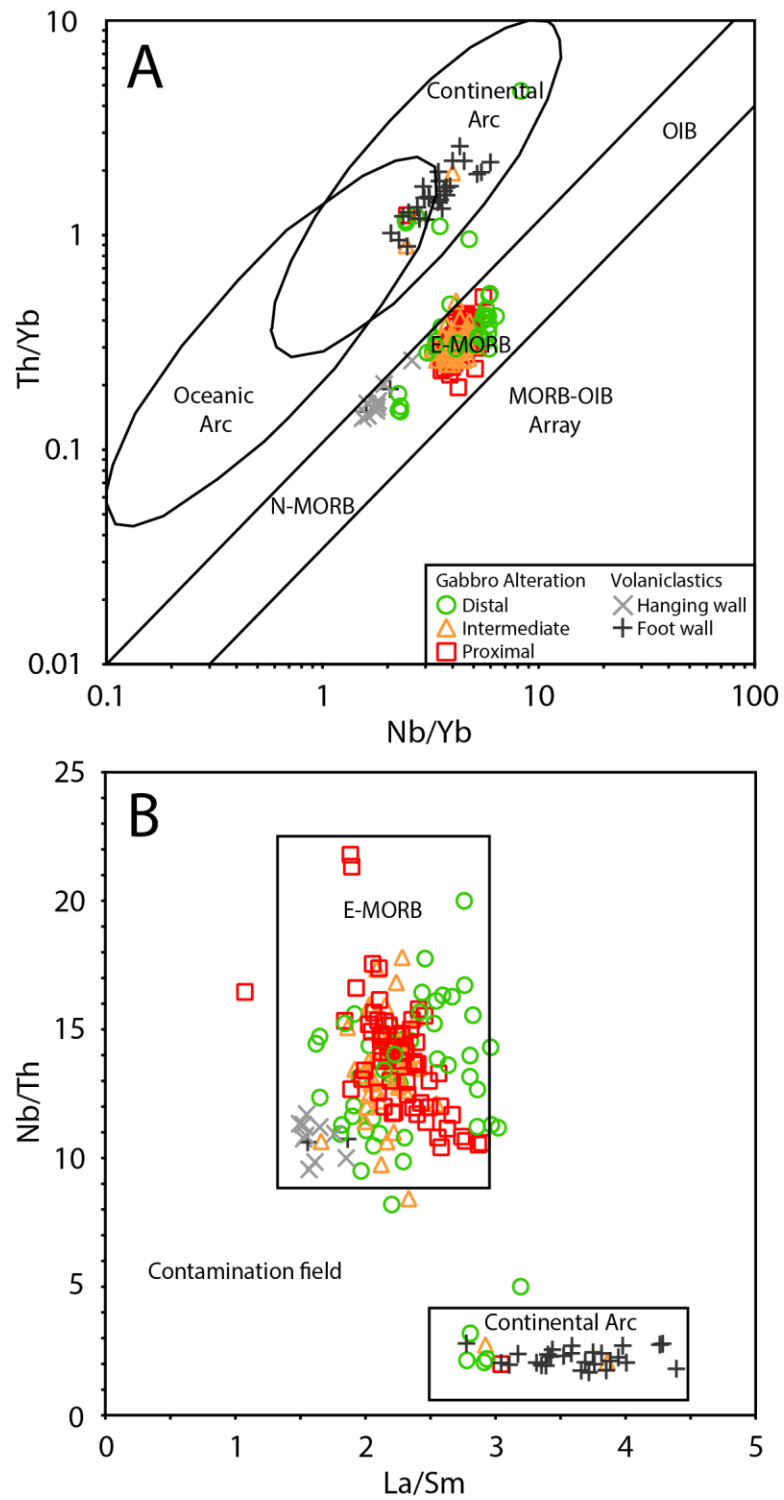 A
10
1
0.1
0.01
Th/Yb
Continental
Arc
OIB
E-MORB
Oceanic
Arc
MORB-OIB
Array
N-MORB
Gabbro Alteration
Distal
Intermediate
Proximal
Volaniclastics
Hanging wall
Foot wall
0.1
1
10
100
Nb/Yb
B
25
20
15
10
5
0
Nb/Th
E-MORB
Contamination field
Continental Arc
0
1
2
3
4
5
La/Sm